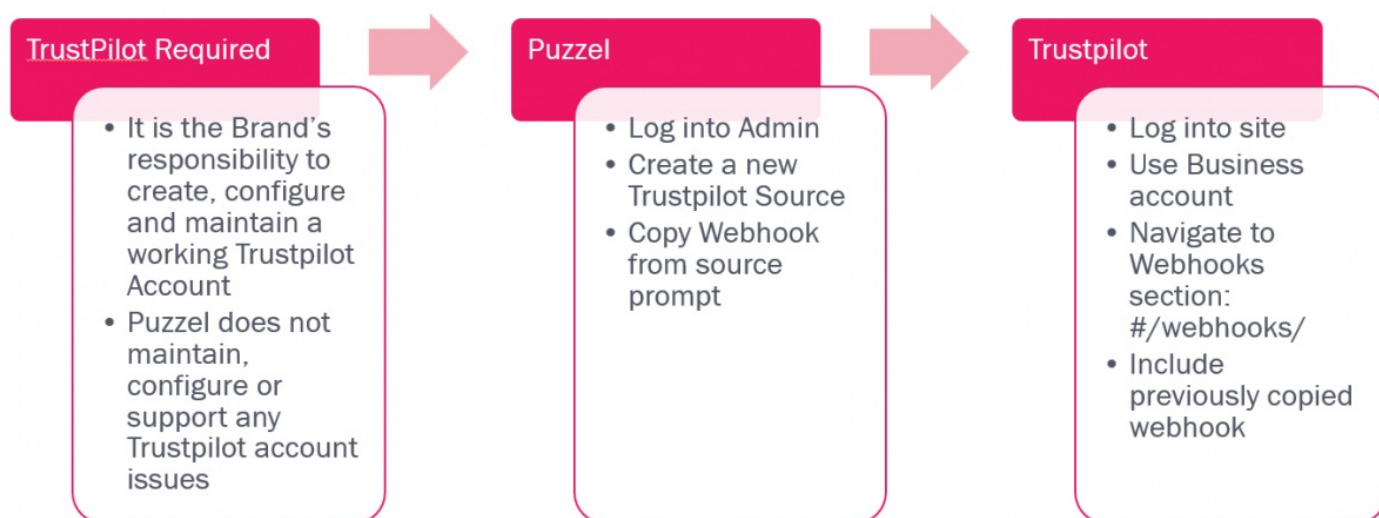 TrustPilot Required
• It is the Brand's
responsibility to
create, configure
and maintain a
working Trustpilot
Account
• Puzzel does not
maintain,
configure or
support any
Trustpilot account
issues
Puzzel
• Log into Admin
• Create a new
Trustpilot Source
• Copy Webhook
from source
prompt
Trustpilot
• Log into site
• Use Business
account
• Navigate to
Webhooks
section:
#/webhooks/
• Include
previously copied
webhook